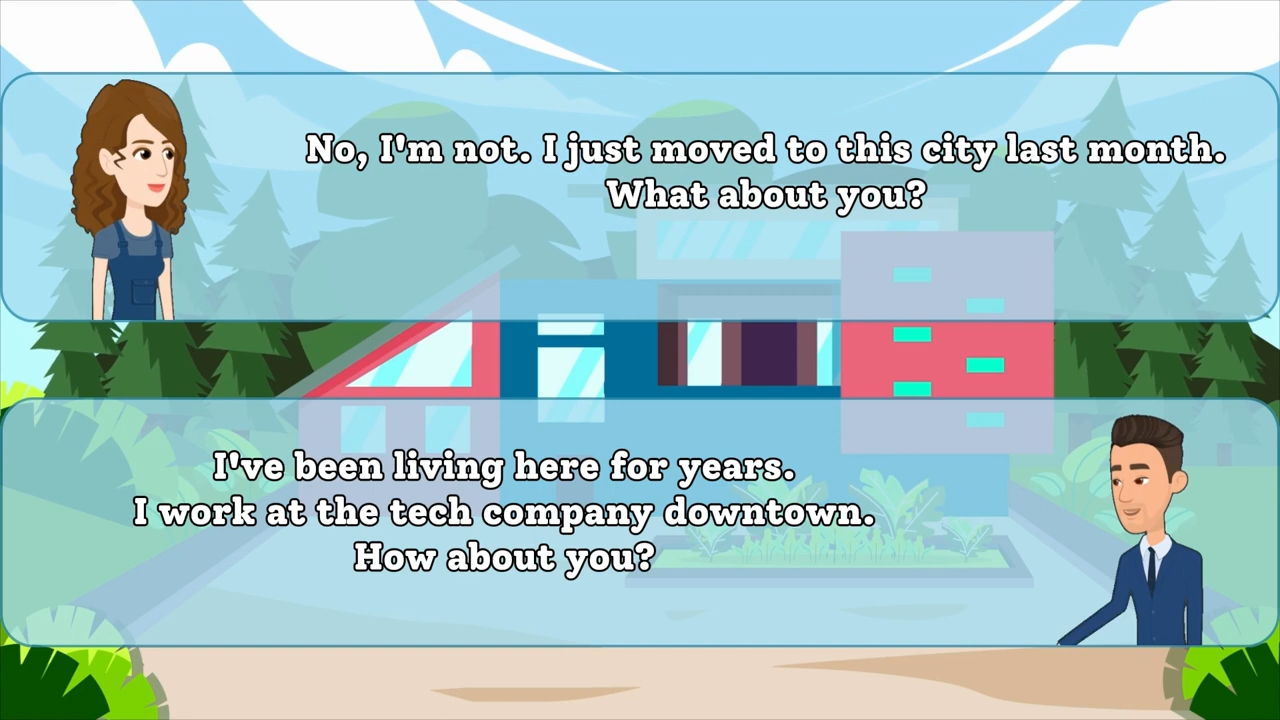 No, I'm not. I just moved to this city last month.
What about you?
I've been living here for years.
I work at the tech company downtown.
How about you?